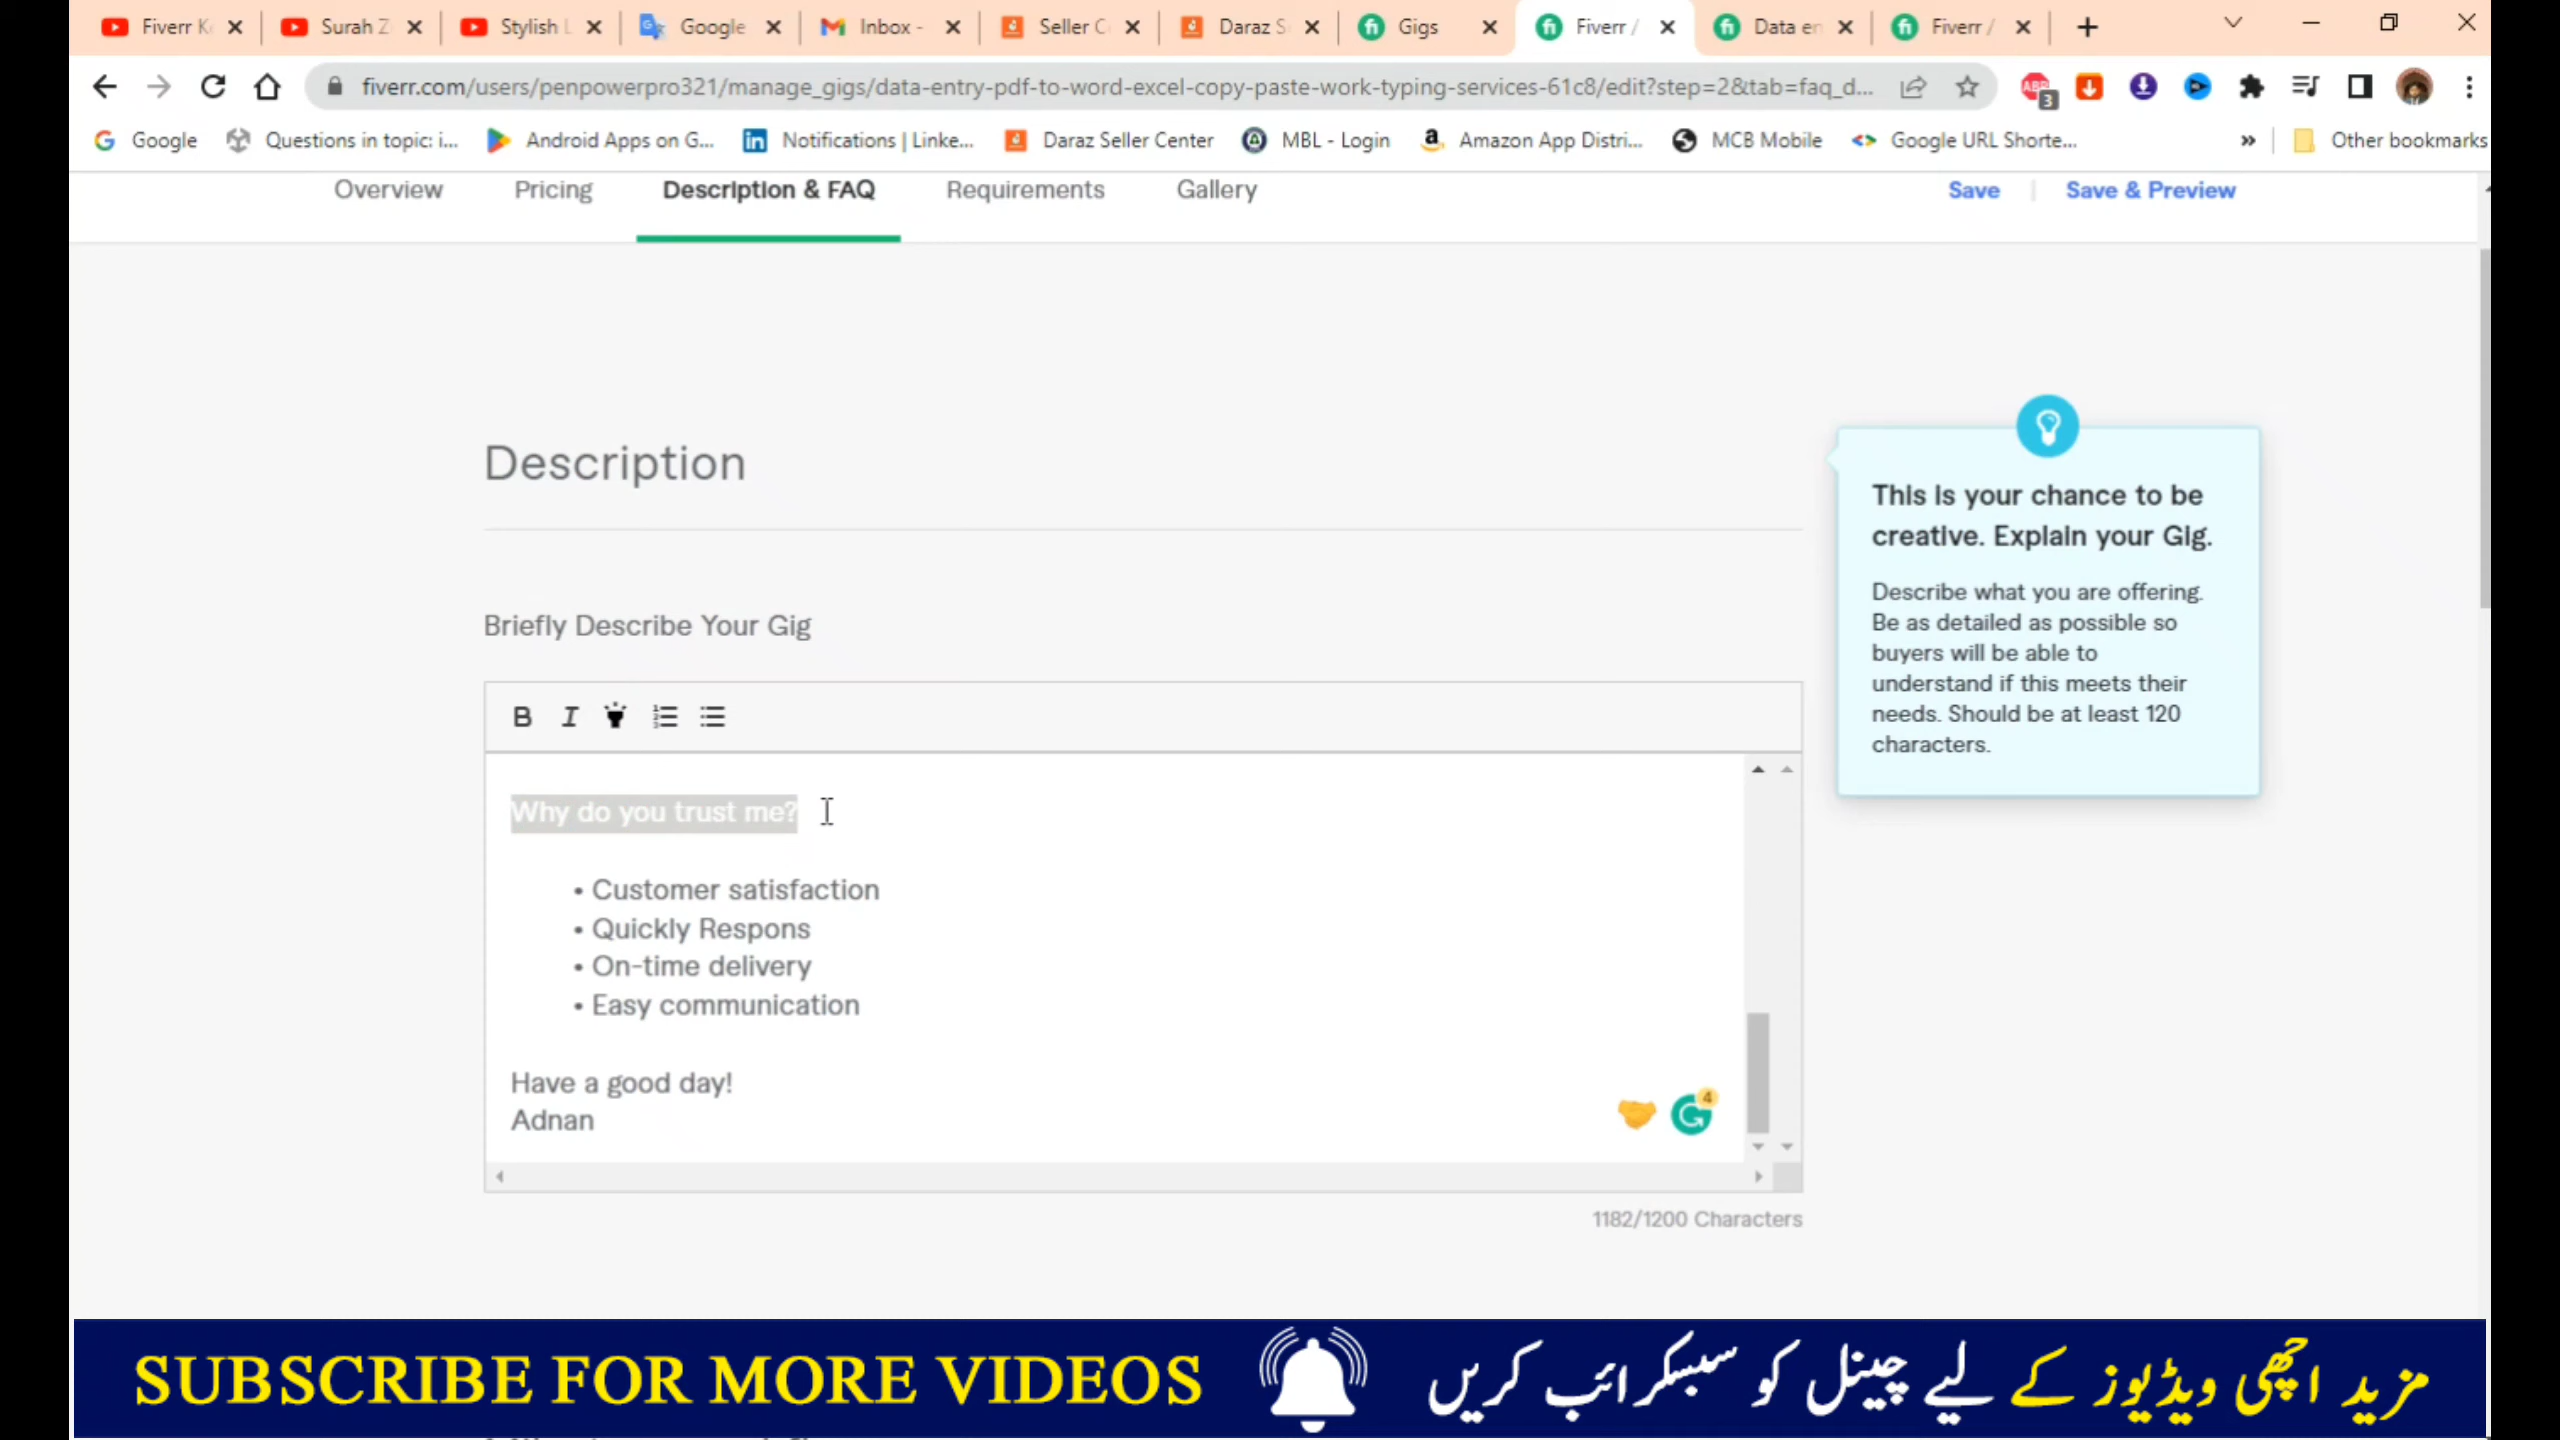 Fiverr K
Surah Z
Stylish L
Google
Inbox -
Seller C
Daraz S
Gigs
Fiverr /
Data en
Fiverr /
fiverr.com/users/penpowerpro321/manage_gigs/data-entry-pdf-to-word-excel-copy-paste-work-typing-services-61c8/edit?step=2&tab=faq_d...
ABP
3
Google
Questions in topic: i...
Android Apps on G...
Notifications | Linke...
Daraz Seller Center
MBL - Login
Amazon App Distri...
MCB Mobile
Google URL Shorte...
»
Other bookmarks
Overview
Pricing
Description & FAQ
Requirements
Gallery
Save
Save & Preview
Description
Briefly Describe Your Gig
B I
Why do you trust me?
• Customer satisfaction
• Quickly Respons
• On-time delivery
• Easy communication
Have a good day!
Adnan
4
1182/1200 Characters
This is your chance to be
creative. Explain your Gig.
Describe what you are offering.
Be as detailed as possible so
buyers will be able to
understand if this meets their
needs. Should be at least 120
characters.
SUBSCRIBE FOR MORE VIDEOS
مزید اچھی ویڈیوز کے لیے چینل کو سبسکرائب کریں